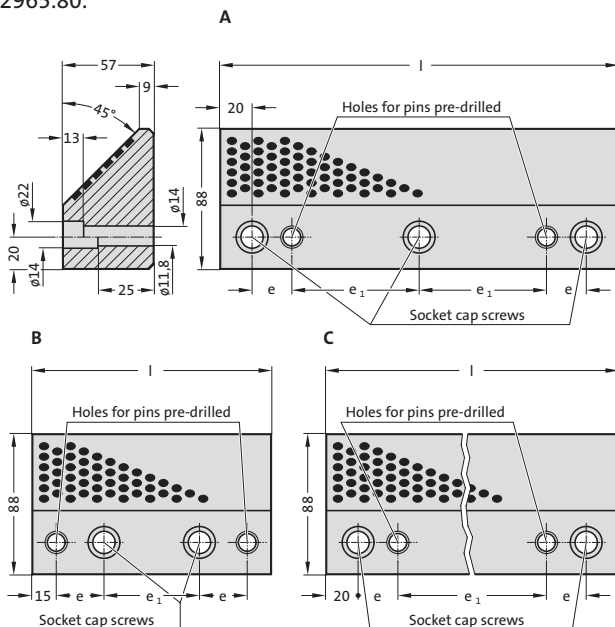 2965.80.
A
57
9
45°
13
ø22
20
ø14
25
ø14
ø11,8
l
20
Holes for pins pre-drilled
88
e
e₁
e₁
e
Socket cap screws
B
l
Holes for pins pre-drilled
88
15
e
e₁
e
Socket cap screws
C
l
Holes for pins pre-drilled
88
20
e
e₁
e
Socket cap screws